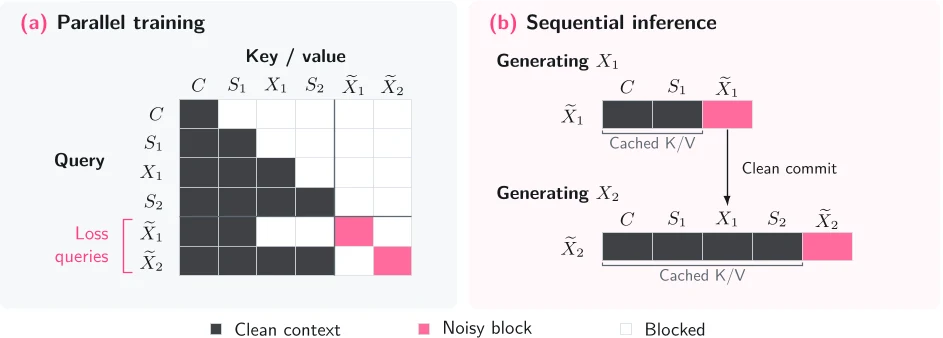 (a) Parallel training
Key / value
C S₁ X₁ S₂ X̃₁ X̃₂
Query
C
S₁
X₁
S₂
X̃₁
X̃₂
Loss
queries
(b) Sequential inference
Generating X₁
C S₁ X̃₁
X̃₁
Cached K/V
Clean commit
Generating X₂
C S₁ X₁ S₂ X̃₂
X̃₂
Cached K/V
Clean context Noisy block Blocked